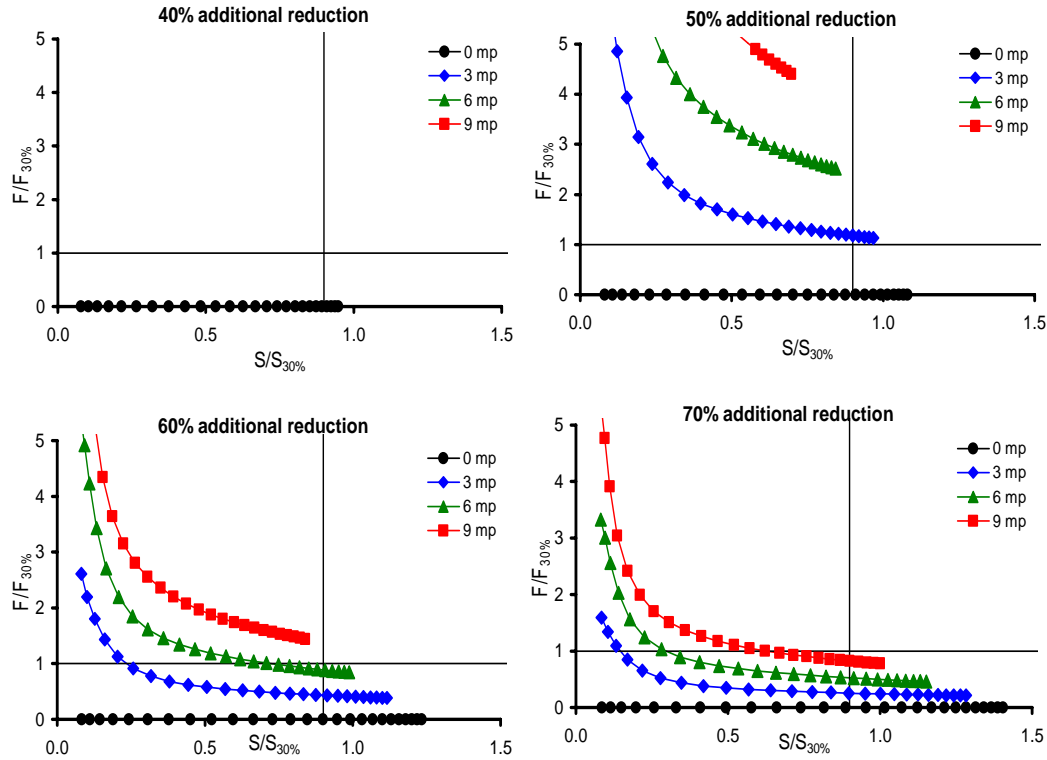 40% additional reduction
5
4
3
2
1
0
F/F30%
0.0 0.5 1.0 1.5
S/S30%
0 mp
3 mp
6 mp
9 mp
50% additional reduction
5
4
3
2
1
0
F/F30%
0.0 0.5 1.0 1.5
S/S30%
0 mp
3 mp
6 mp
9 mp
60% additional reduction
5
4
3
2
1
0
F/F30%
0.0 0.5 1.0 1.5
S/S30%
0 mp
3 mp
6 mp
9 mp
70% additional reduction
5
4
3
2
1
0
F/F30%
0.0 0.5 1.0 1.5
S/S30%
0 mp
3 mp
6 mp
9 mp